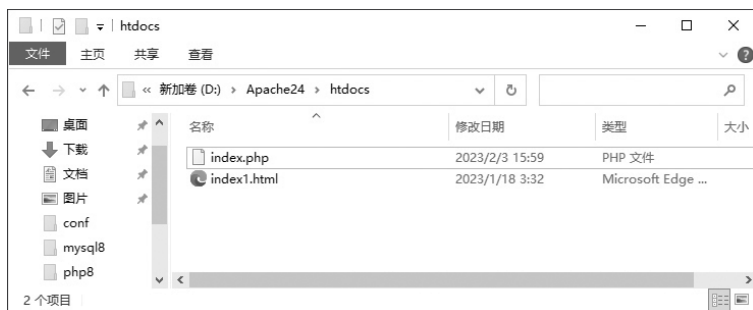 htdocs
文件 主页 共享 查看
« 新加卷 (D:) › Apache24 › htdocs
桌面
下载
文档
图片
conf
mysql8
php8
名称 修改日期 类型 大小
index.php 2023/2/3 15:59 PHP 文件
index1.html 2023/1/18 3:32 Microsoft Edge ...
2 个项目